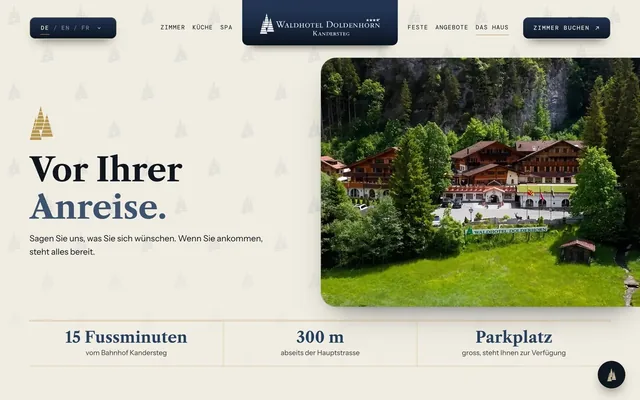 DE / EN / FR
ZIMMER KÜCHE SPA
WALDHOTEL DOLDENHORN
KANDERSTEG
FESTE ANGEBOTE DAS HAUS
ZIMMER BUCHEN ↗
Vor Ihrer
Anreise.
Sagen Sie uns, was Sie sich wünschen. Wenn Sie ankommen,
steht alles bereit.
WALDHOTEL DOLDENHORN
15 Fussminuten
vom Bahnhof Kandersteg
300 m
abseits der Hauptstrasse
Parkplatz
gross, steht Ihnen zur Verfügung